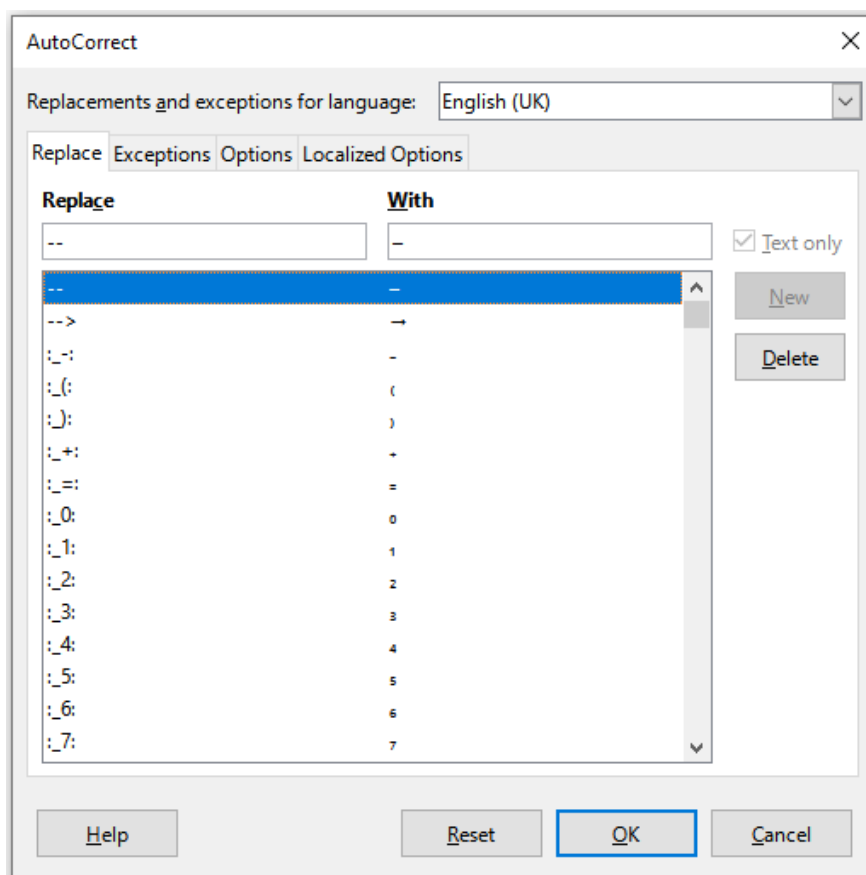 AutoCorrect
Replacements and exceptions for language: English (UK)
Replace Exceptions Options Localized Options
Replace With
-- – Text only
-- –
New
--> →
:_-: ₋
Delete
:_(: ₍
:_): ₎
:_+: ₊
:_=: ₌
:_0: ₀
:_1: ₁
:_2: ₂
:_3: ₃
:_4: ₄
:_5: ₅
:_6: ₆
:_7: ₇
Help Reset OK Cancel